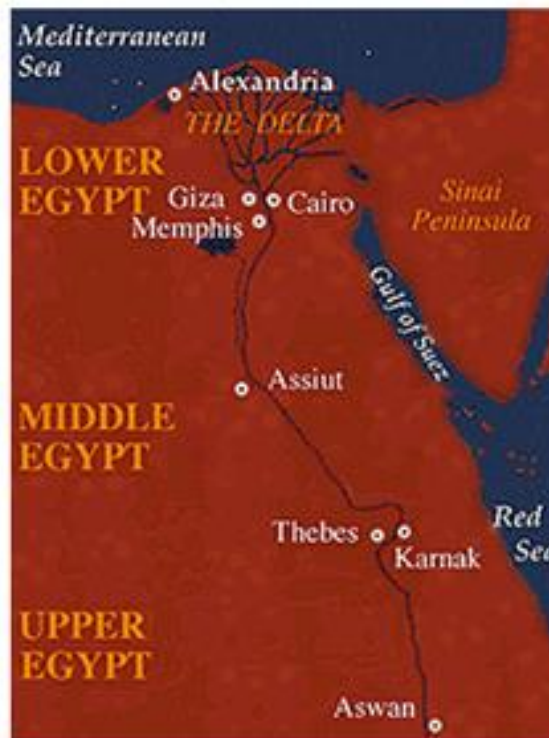 Mediterranean
Sea
Alexandria
THE DELTA
LOWER
EGYPT
Giza
Cairo
Memphis
Sinai
Peninsula
Gulf of Suez
Assiut
MIDDLE
EGYPT
Thebes
Karnak
Red
Sea
UPPER
EGYPT
Aswan